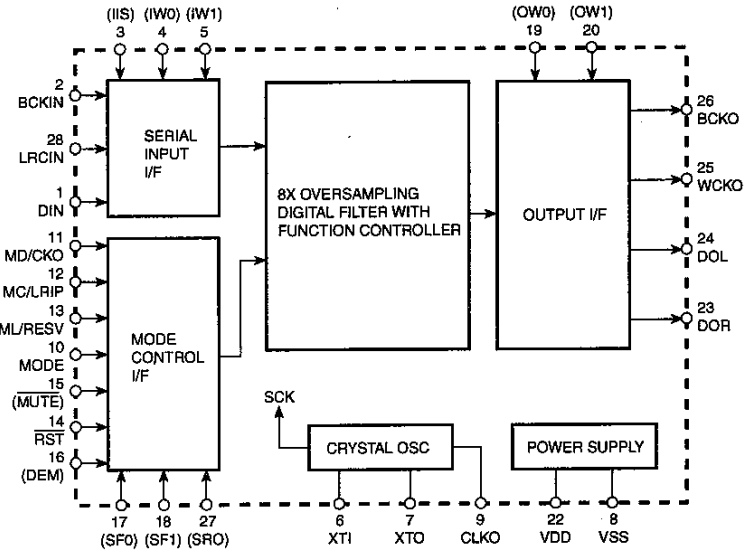 (IIS) (IW0) (IW1)
3 4 5
(OW0) (OW1)
19 20
2
BCKIN
28
LRCIN
1
DIN
SERIAL
INPUT
I/F
11
MD/CKO
12
MC/LRIP
13
ML/RESV
10
MODE
15
(MUTE)
14
RST
16
(DEM)
MODE
CONTROL
I/F
8X OVERSAMPLING
DIGITAL FILTER WITH
FUNCTION CONTROLLER
OUTPUT I/F
26
BCKO
25
WCKO
24
DOL
23
DOR
SCK
CRYSTAL OSC
POWER SUPPLY
17 18 27
(SF0) (SF1) (SRO)
6 7 9
XTI XTO CLKO
22 8
VDD VSS